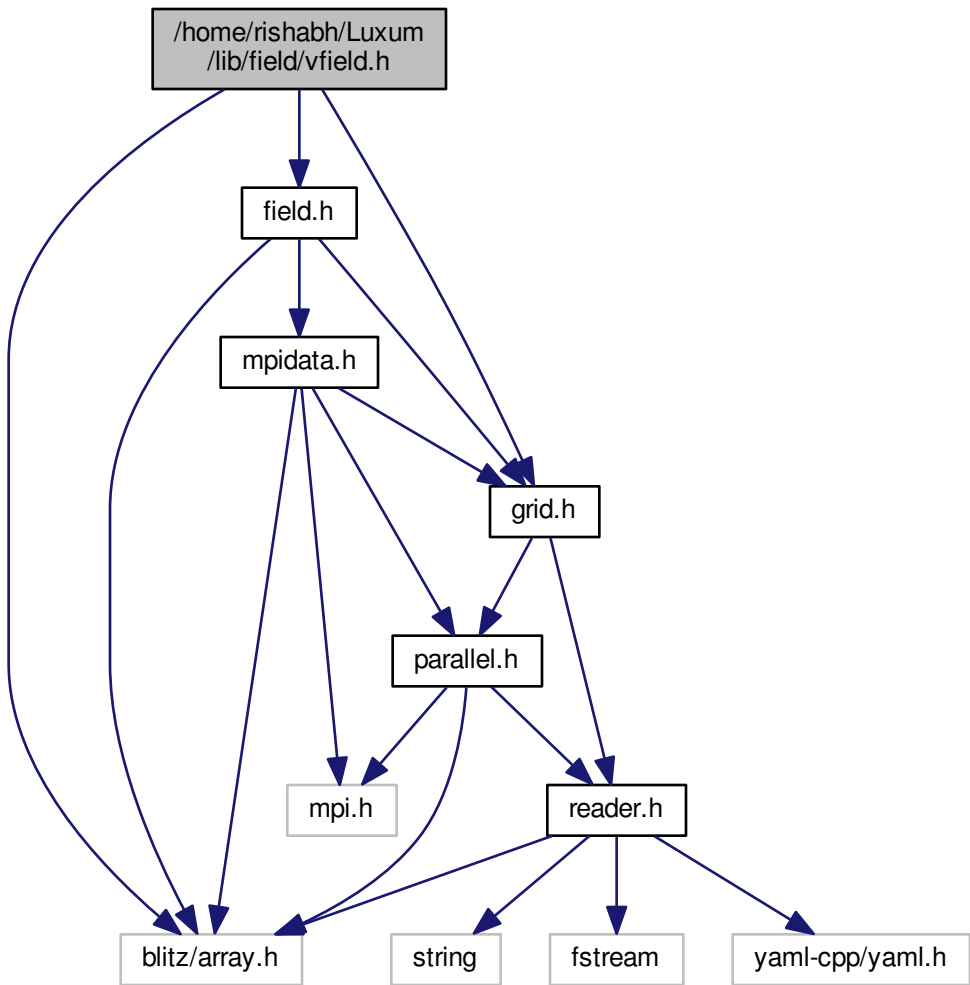 /home/rishabh/Luxum
/lib/field/vfield.h
field.h
mpidata.h
grid.h
parallel.h
mpi.h
reader.h
blitz/array.h
string
fstream
yaml-cpp/yaml.h